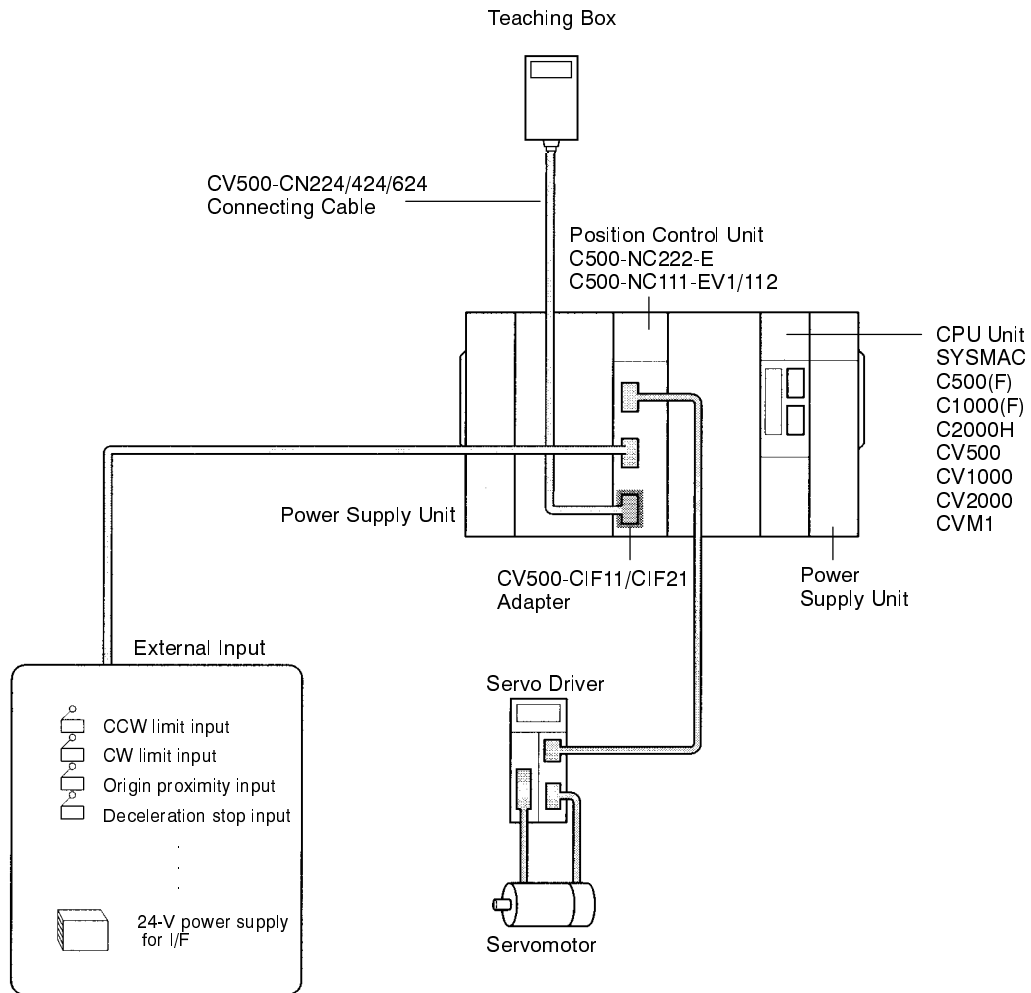 Teaching Box
CV500-CN224/424/624
Connecting Cable
Position Control Unit
C500-NC222-E
C500-NC111-EV1/112
CPU Unit
SYSMAC
C500(F)
C1000(F)
C2000H
CV500
CV1000
CV2000
CVM1
Power Supply Unit
CV500-CIF11/CIF21
Adapter
Power
Supply Unit
External Input
CCW limit input
CW limit input
Origin proximity input
Deceleration stop input
24-V power supply
for I/F
Servo Driver
Servomotor